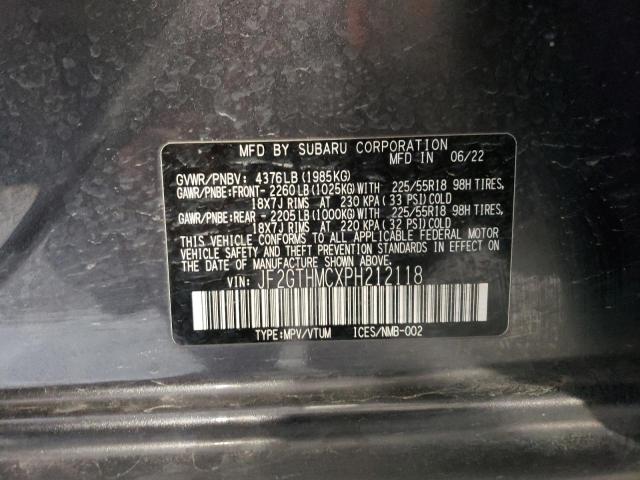 MFD BY SUBARU CORPORATION
MFD IN 06/22
GVWR/PNBV: 4376LB (1985KG)
GAWR/PNBE:FRONT- 2260LB(1025KG)WITH 225/55R18 98H TIRES,
18X7J RIMS AT 230 KPA( 33 PSI)COLD
GAWR/PNBE:REAR - 2205LB(1000KG)WITH 225/55R18 98H TIRES,
18X7J RIMS AT 220 KPA( 32 PSI)COLD
THIS VEHICLE CONFORMS TO ALL APPLICABLE FEDERAL MOTOR
VEHICLE SAFETY AND THEFT PREVENTION STANDARDS IN EFFECT ON
THE DATE OF MANUFACTURE SHOWN ABOVE.
VIN: JF2GTHMCXPH212118
TYPE:MPV/VTUM ICES/NMB-002